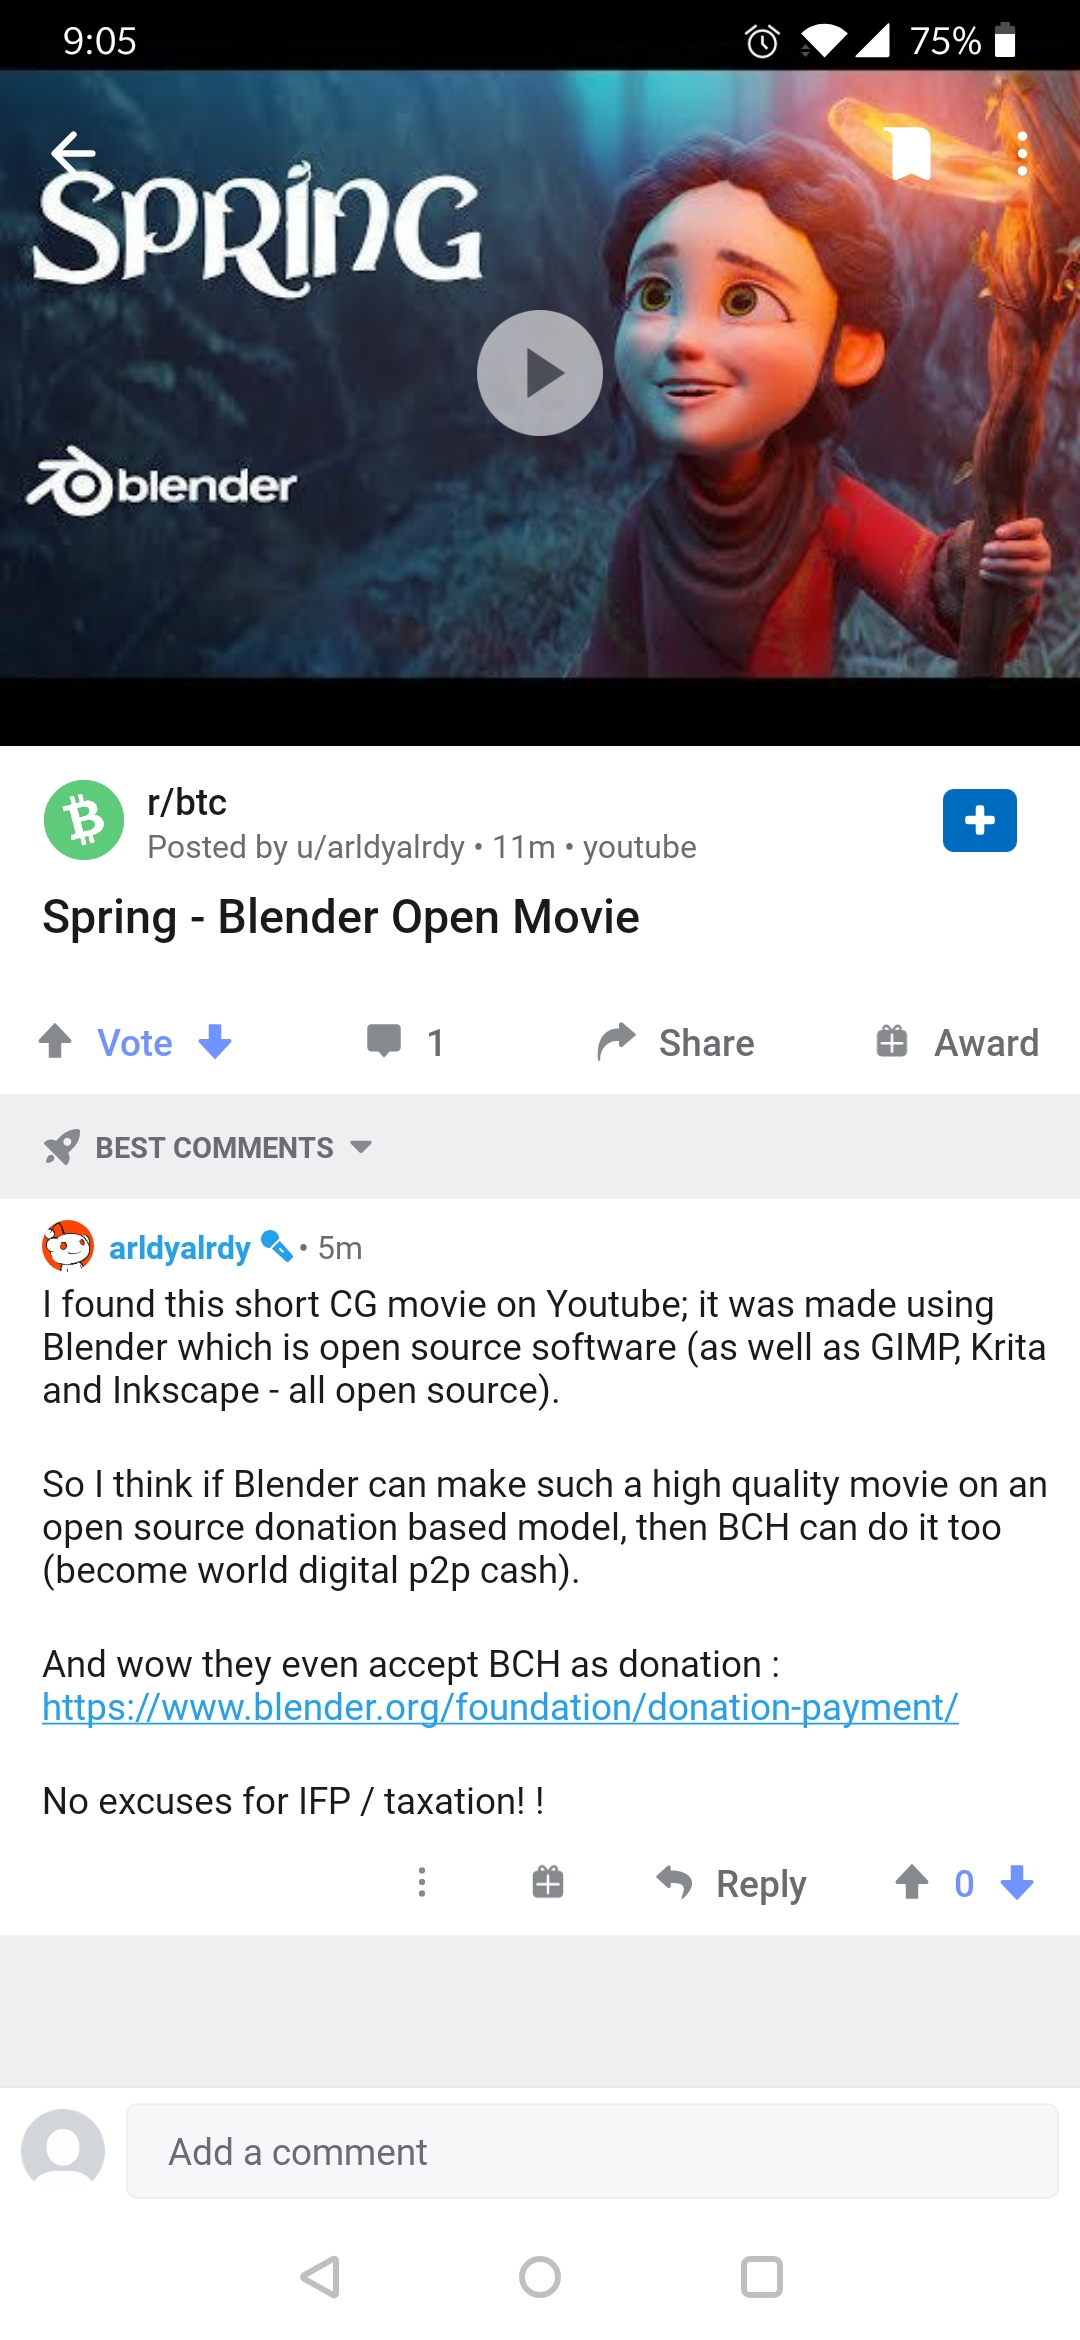 9:05
75%
SPRING
blender
r/btc
Posted by u/arldyalrdy • 11m • youtube
Spring - Blender Open Movie
Vote
1
Share
Award
BEST COMMENTS
arldyalrdy • 5m
I found this short CG movie on Youtube; it was made using
Blender which is open source software (as well as GIMP, Krita
and Inkscape - all open source).
So I think if Blender can make such a high quality movie on an
open source donation based model, then BCH can do it too
(become world digital p2p cash).
And wow they even accept BCH as donation :
https://www.blender.org/foundation/donation-payment/
No excuses for IFP / taxation! !
Reply
0
Add a comment